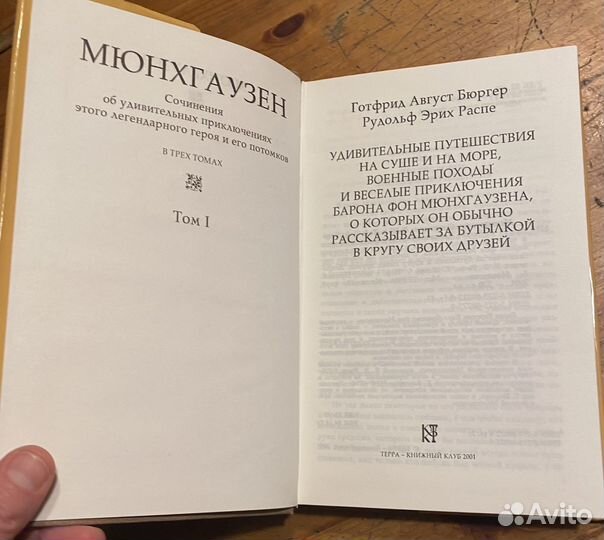 МЮНХГАУЗЕН
Сочинения
об удивительных приключениях
этого легендарного героя и его потомков
В ТРЕХ ТОМАХ
Том I
Готфрид Август Бюргер
Рудольф Эрих Распе
УДИВИТЕЛЬНЫЕ ПУТЕШЕСТВИЯ
НА СУШЕ И НА МОРЕ,
ВОЕННЫЕ ПОХОДЫ
И ВЕСЕЛЫЕ ПРИКЛЮЧЕНИЯ
БАРОНА ФОН МЮНХГАУЗЕНА,
О КОТОРЫХ ОН ОБЫЧНО
РАССКАЗЫВАЕТ ЗА БУТЫЛКОЙ
В КРУГУ СВОИХ ДРУЗЕЙ
ТЕРРА – КНИЖНЫЙ КЛУБ 2001
Avito